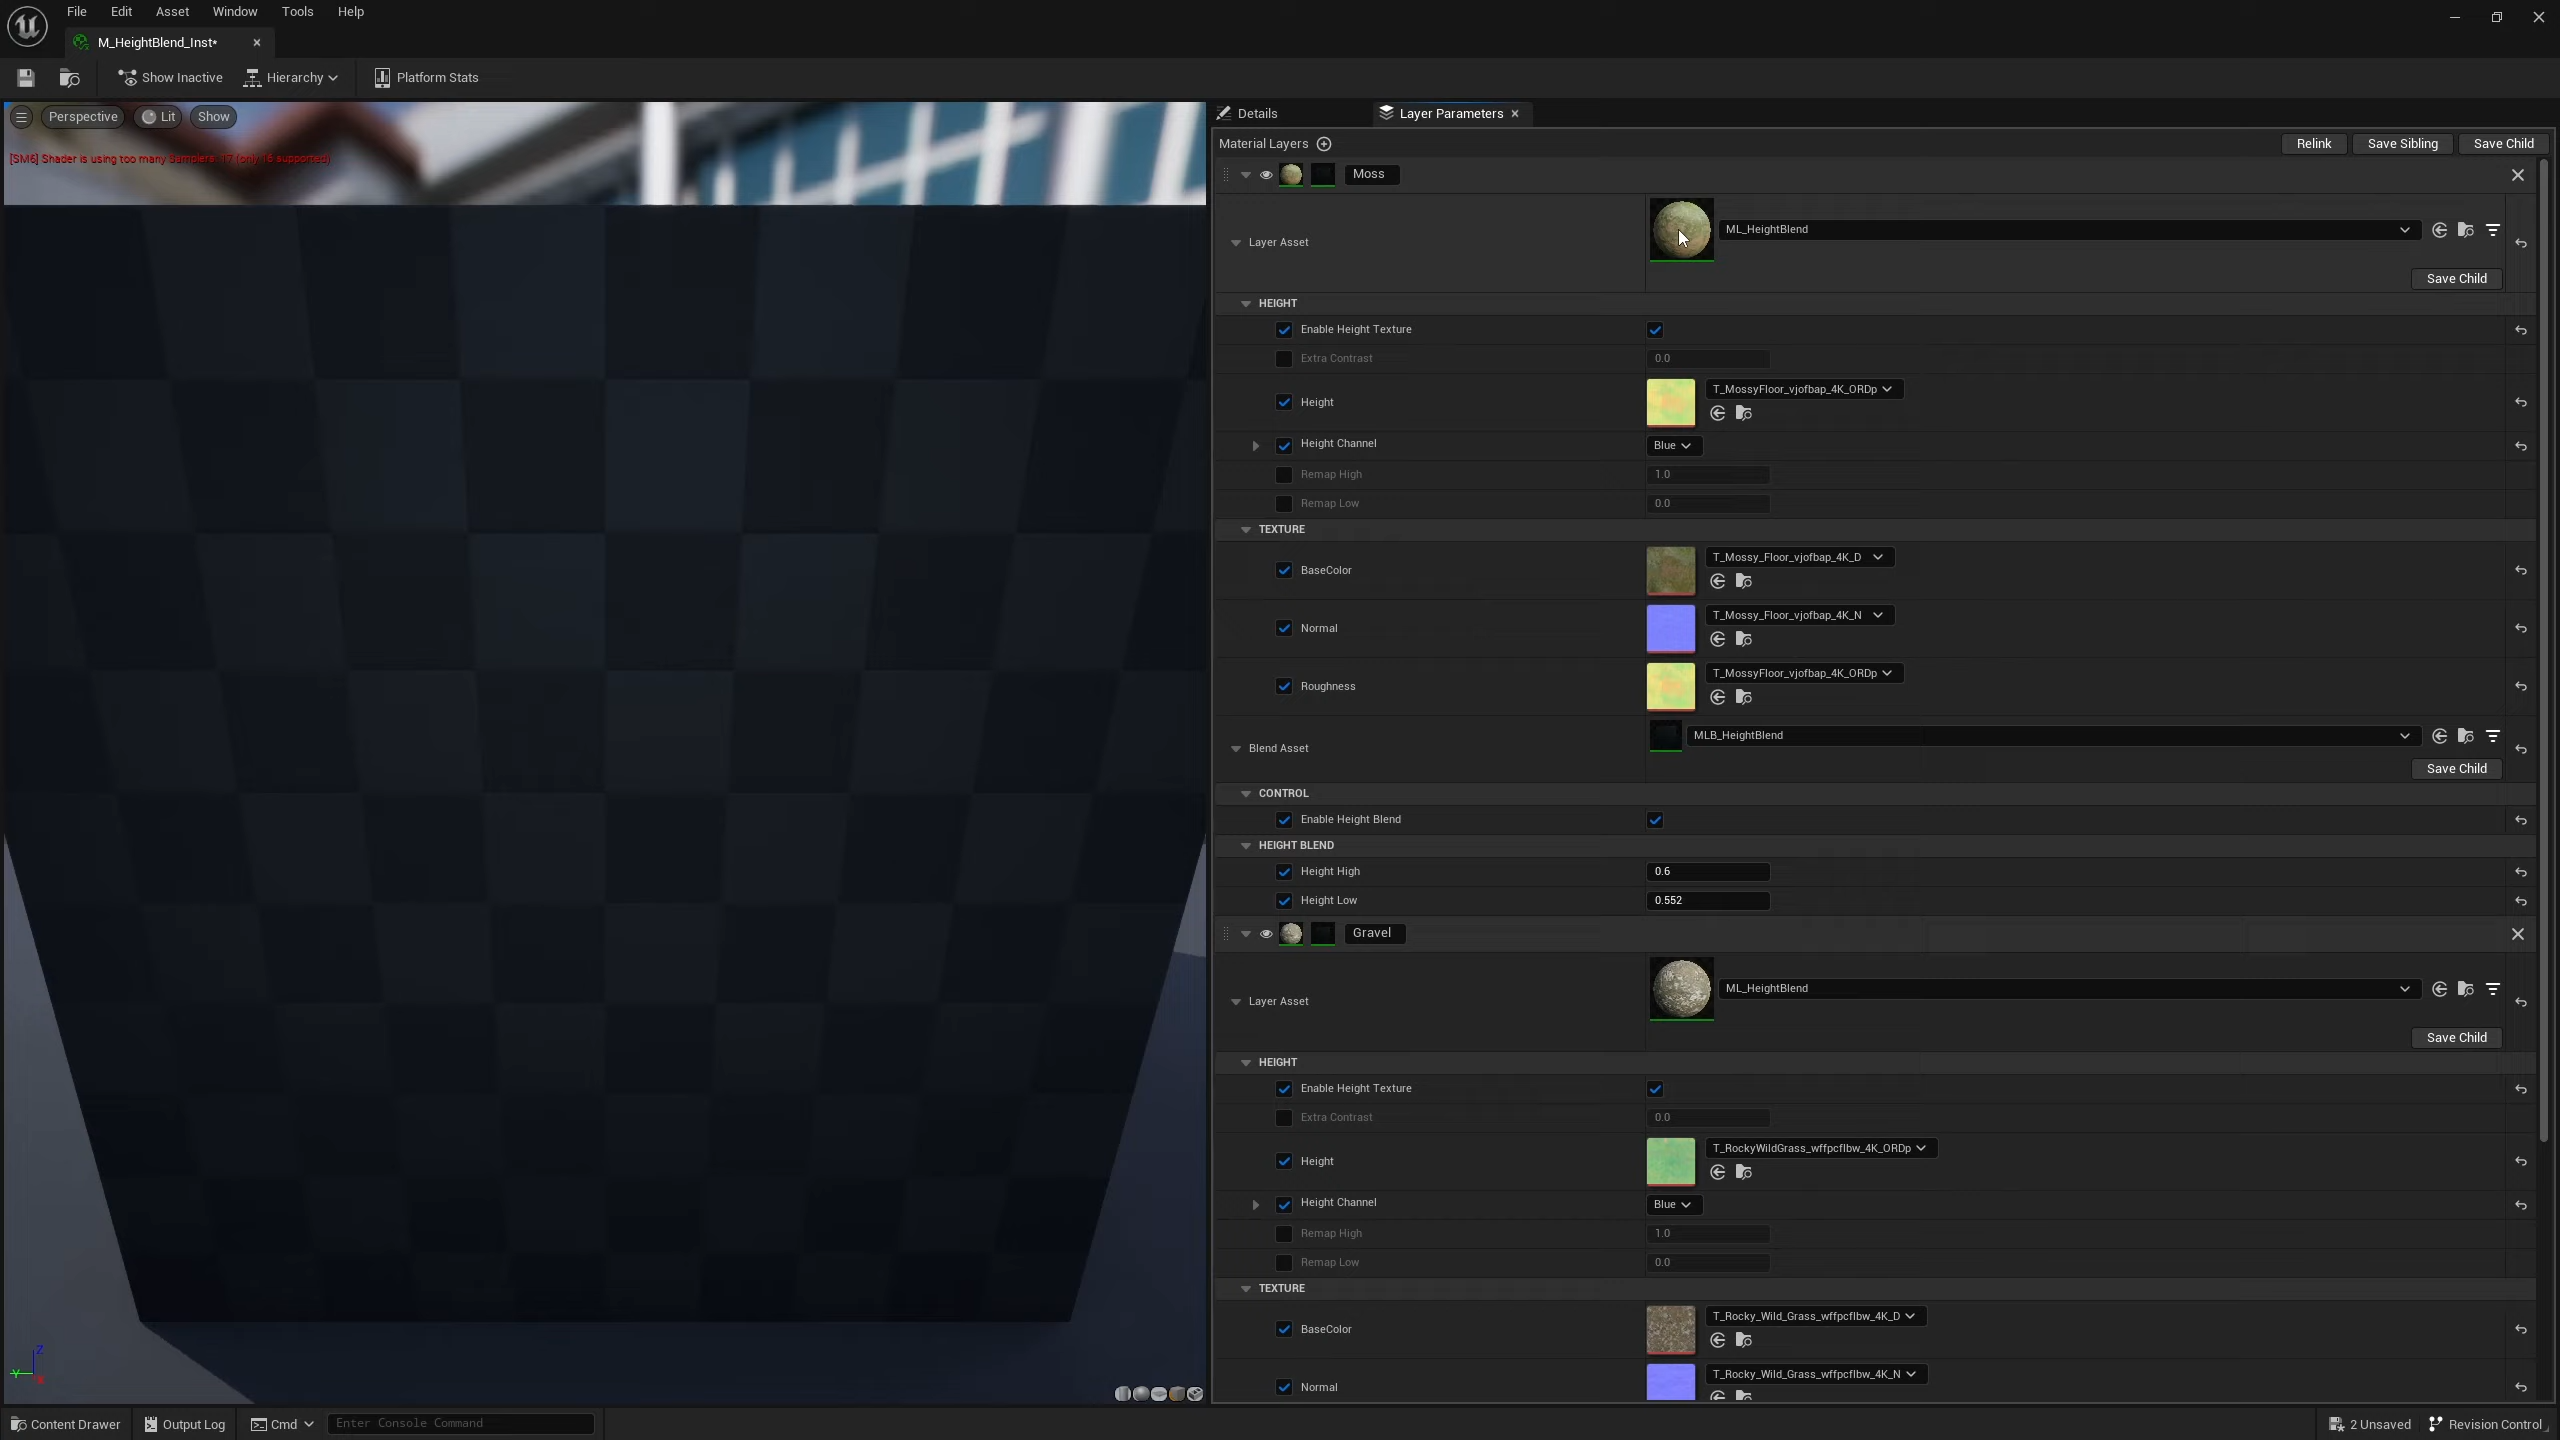 File Edit Asset Window Tools Help
M_HeightBlend_Inst*
Show Inactive Hierarchy Platform Stats
Perspective Lit Show
[SM6] Shader is using too many Samplers: 17 (only 16 supported)
Details Layer Parameters
Material Layers Relink Save Sibling Save Child
Moss
Layer Asset ML_HeightBlend
Save Child
HEIGHT
Enable Height Texture
Extra Contrast 0.0
Height T_MossyFloor_vjofbap_4K_ORDp
Height Channel Blue
Remap High 1.0
Remap Low 0.0
TEXTURE
BaseColor T_Mossy_Floor_vjofbap_4K_D
Normal T_Mossy_Floor_vjofbap_4K_N
Roughness T_MossyFloor_vjofbap_4K_ORDp
Blend Asset MLB_HeightBlend
Save Child
CONTROL
Enable Height Blend
HEIGHT BLEND
Height High 0.6
Height Low 0.552
Gravel
Layer Asset ML_HeightBlend
Save Child
HEIGHT
Enable Height Texture
Extra Contrast 0.0
Height T_RockyWildGrass_wffpcflbw_4K_ORDp
Height Channel Blue
Remap High 1.0
Remap Low 0.0
TEXTURE
BaseColor T_Rocky_Wild_Grass_wffpcflbw_4K_D
Normal T_Rocky_Wild_Grass_wffpcflbw_4K_N
Z
Y
X
Content Drawer Output Log Cmd Enter Console Command 2 Unsaved Revision Control